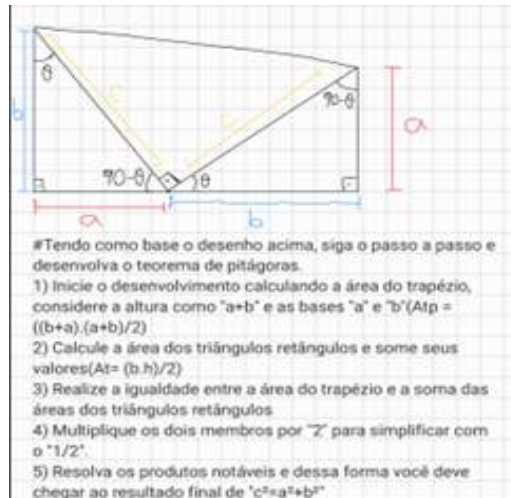 θ
c
c
90-θ
b
a
90-θ
θ
a
b
#Tendo como base o desenho acima, siga o passo a passo e
desenvolva o teorema de pitágoras.
1) Inicie o desenvolvimento calculando a área do trapézio,
considere a altura como "a+b" e as bases "a" e "b"(Atp =
((b+a).(a+b)/2)
2) Calcule a área dos triângulos retângulos e some seus
valores(At= (b.h)/2)
3) Realize a igualdade entre a área do trapézio e a soma das
áreas dos triângulos retângulos
4) Multiplique os dois membros por "2" para simplificar com
o "1/2".
5) Resolva os produtos notáveis e dessa forma você deve
chegar ao resultado final de "c²=a²+b²"